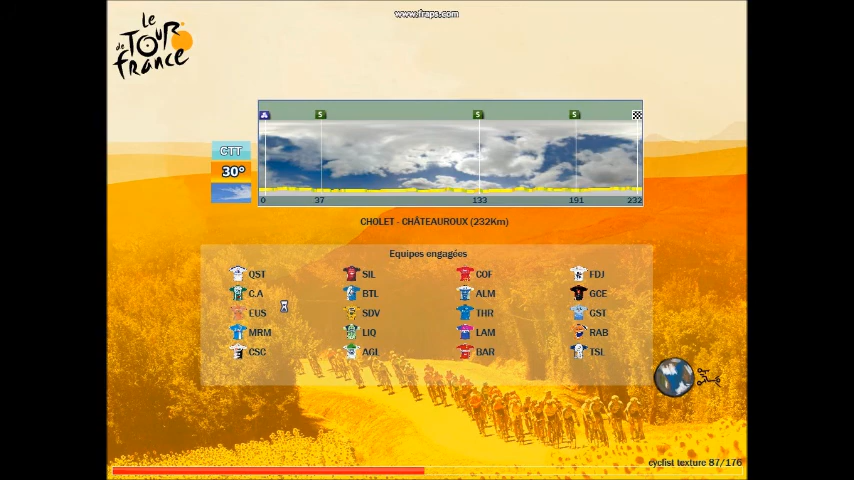 www.fraps.com
le
TOUR
de
france
S
S
S
CTT
30°
0 37 133 191 232
CHOLET - CHÂTEAUROUX (232Km)
Equipes engagées
QST SIL COF FDJ
C.A BTL ALM GCE
EUS SDV THR GST
MRM LIQ LAM RAB
CSC AGL BAR TSL
cyclist texture 87/176